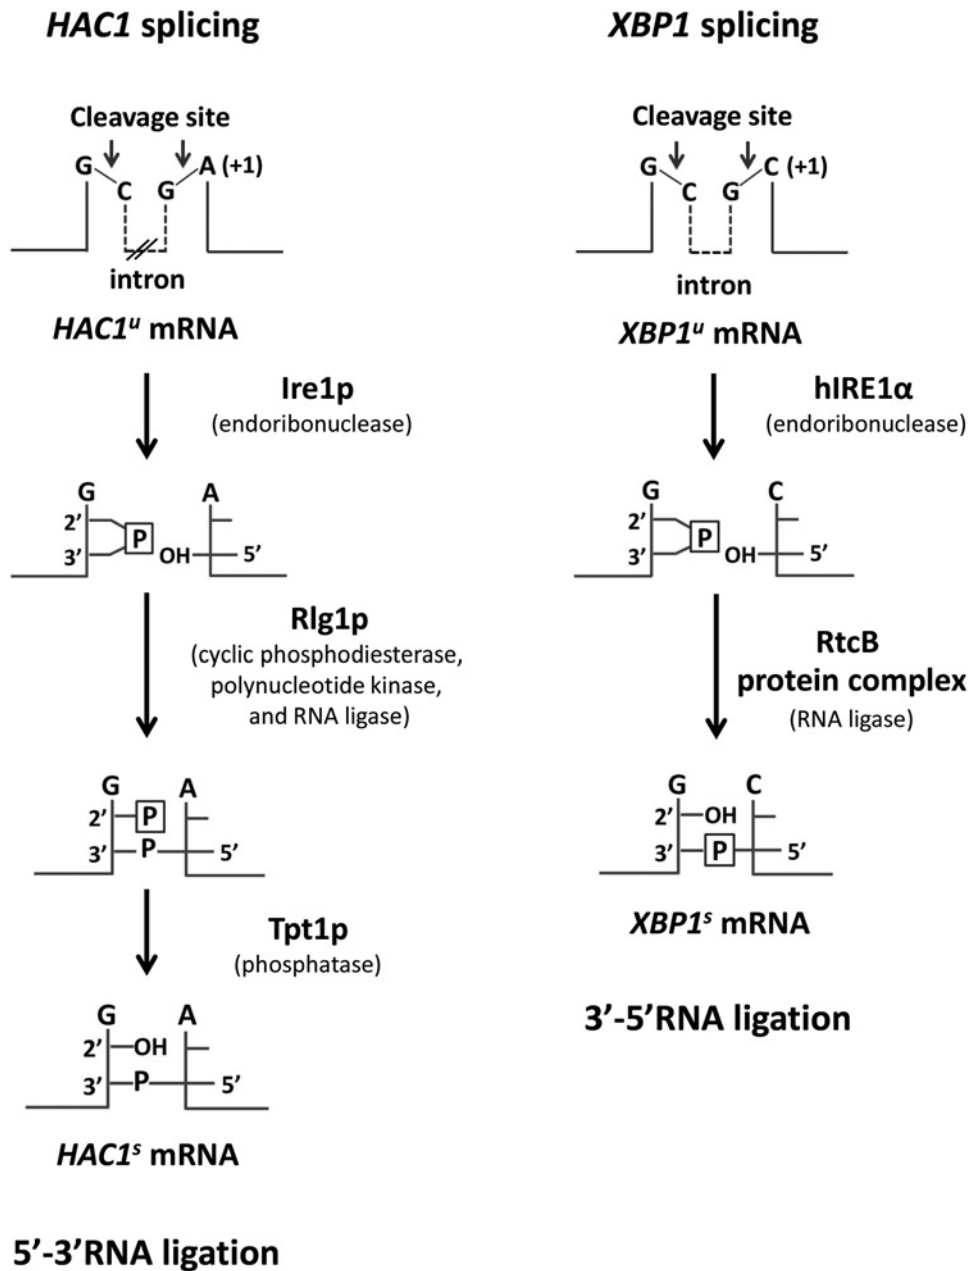 HAC1 splicing
Cleavage site
G A (+1)
C G
intron
HAC1ᵘ mRNA
Ire1p
(endoribonuclease)
G A
2’ P
3’ OH 5’
Rlg1p
(cyclic phosphodiesterase,
polynucleotide kinase,
and RNA ligase)
G A
2’ P
3’ P 5’
Tpt1p
(phosphatase)
G A
2’ OH
3’ P 5’
HAC1ˢ mRNA
5’-3’RNA ligation
XBP1 splicing
Cleavage site
G C (+1)
C G
intron
XBP1ᵘ mRNA
hIRE1α
(endoribonuclease)
G C
2’ P
3’ OH 5’
RtcB
protein complex
(RNA ligase)
G C
2’ OH
3’ P 5’
XBP1ˢ mRNA
3’-5’RNA ligation